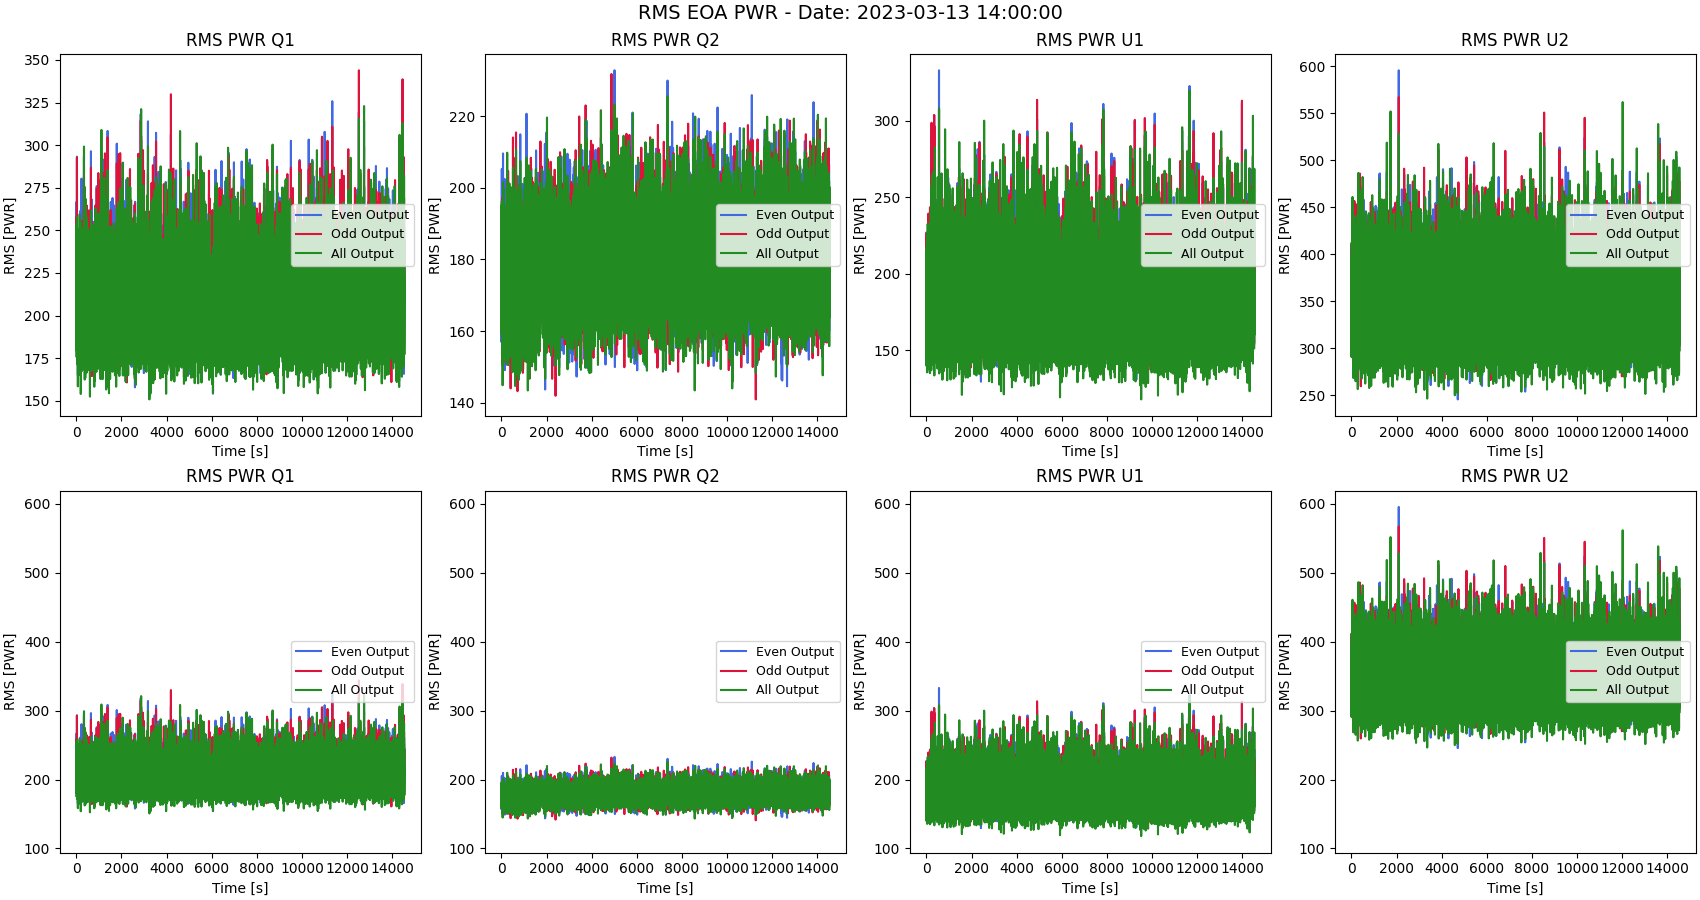 RMS EOA PWR - Date: 2023-03-13 14:00:00
RMS PWR Q1
RMS [PWR]
350
325
300
275
250
225
200
175
150
Even Output
Odd Output
All Output
0 2000 4000 6000 8000 10000 12000 14000
Time [s]
RMS PWR Q2
RMS [PWR]
220
200
180
160
140
Even Output
Odd Output
All Output
0 2000 4000 6000 8000 10000 12000 14000
Time [s]
RMS PWR U1
RMS [PWR]
300
250
200
150
Even Output
Odd Output
All Output
0 2000 4000 6000 8000 10000 12000 14000
Time [s]
RMS PWR U2
RMS [PWR]
600
550
500
450
400
350
300
250
Even Output
Odd Output
All Output
0 2000 4000 6000 8000 10000 12000 14000
Time [s]
RMS PWR Q1
RMS [PWR]
600
500
400
300
200
100
Even Output
Odd Output
All Output
0 2000 4000 6000 8000 10000 12000 14000
Time [s]
RMS PWR Q2
RMS [PWR]
600
500
400
300
200
100
Even Output
Odd Output
All Output
0 2000 4000 6000 8000 10000 12000 14000
Time [s]
RMS PWR U1
RMS [PWR]
600
500
400
300
200
100
Even Output
Odd Output
All Output
0 2000 4000 6000 8000 10000 12000 14000
Time [s]
RMS PWR U2
RMS [PWR]
600
500
400
300
200
100
Even Output
Odd Output
All Output
0 2000 4000 6000 8000 10000 12000 14000
Time [s]